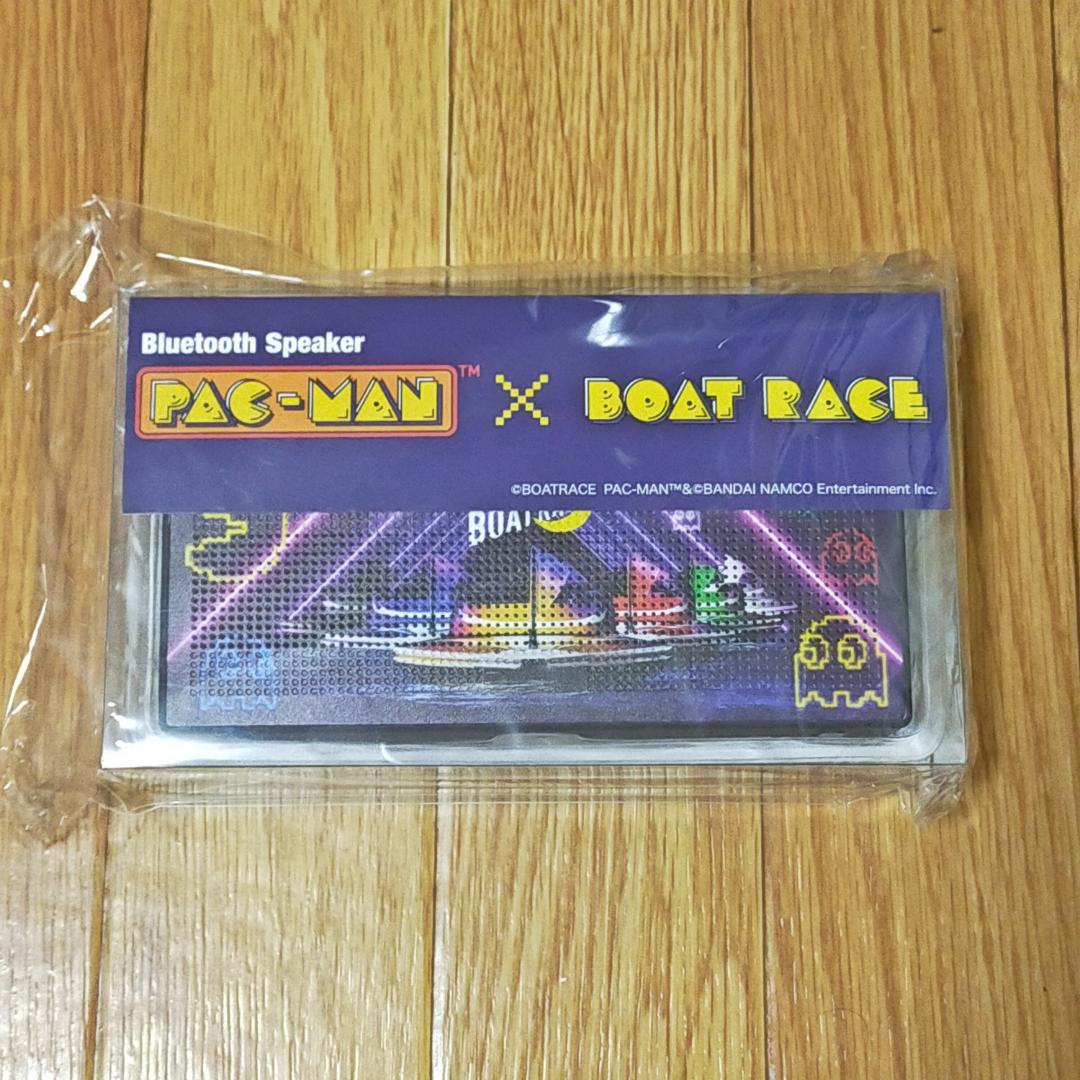 Bluetooth Speaker
PAC-MAN™ X BOAT RACE
©BOATRACE PAC-MAN™&©BANDAI NAMCO Entertainment Inc.